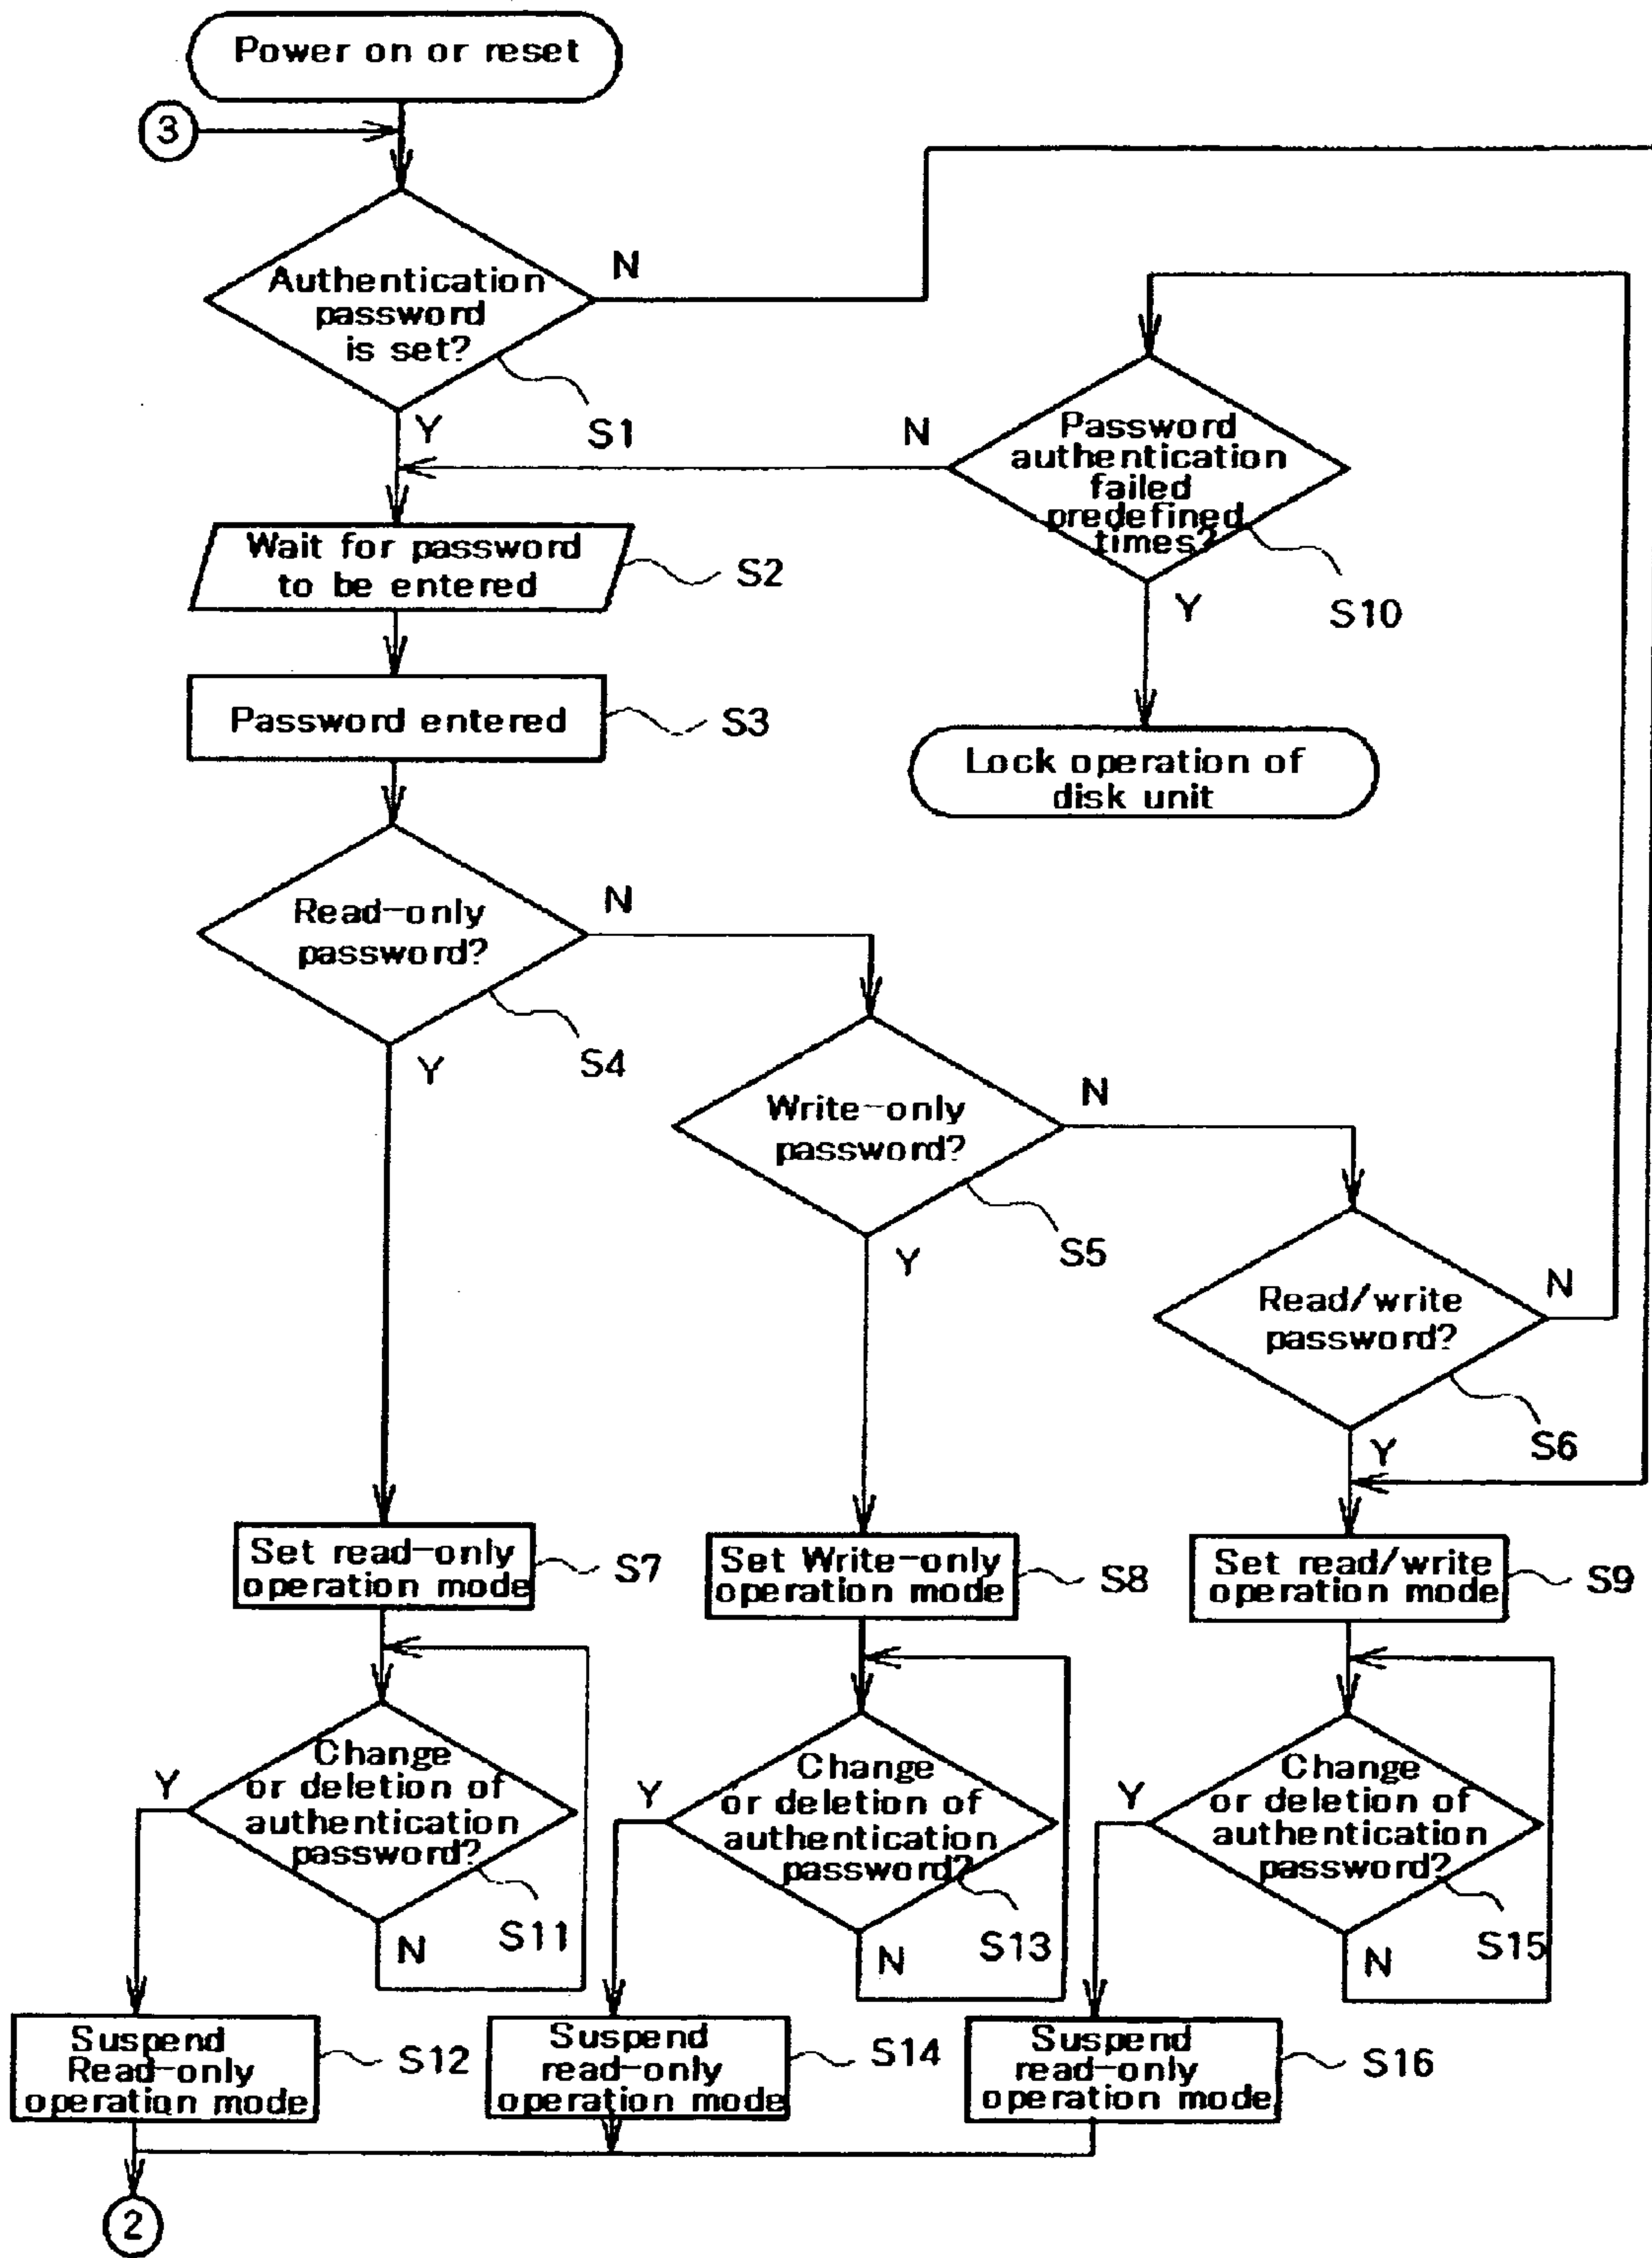 Power on or reset
3
Authentication
password
is set?
N
S1
Y
Password
authentication
failed
predefined
times?
N
S10
Y
Wait for password
to be entered
S2
Password entered
S3
Lock operation of
disk unit
Read-only
password?
N
S4
Y
Write-only
password?
N
S5
Y
Read/write
password?
N
S6
Y
Set read-only
operation mode
S7
Set Write-only
operation mode
S8
Set read/write
operation mode
S9
Change
or deletion of
authentication
password?
Y
S11
N
Change
or deletion of
authentication
password?
Y
S13
N
Change
or deletion of
authentication
password?
Y
S15
N
Suspend
Read-only
operation mode
S12
Suspend
read-only
operation mode
S14
Suspend
read-only
operation mode
S16
2